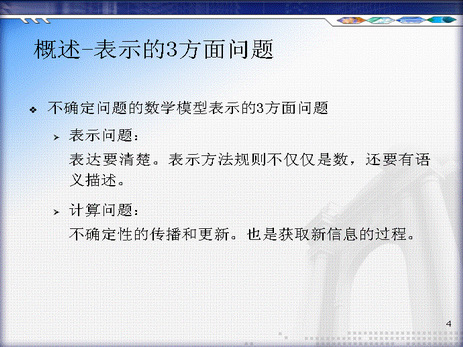 概述-表示的3方面问题
❖ 不确定问题的数学模型表示的3方面问题
➢ 表示问题：
表达要清楚。表示方法规则不仅仅是数，还要有语
义描述。
➢ 计算问题：
不确定性的传播和更新。也是获取新信息的过程。
4